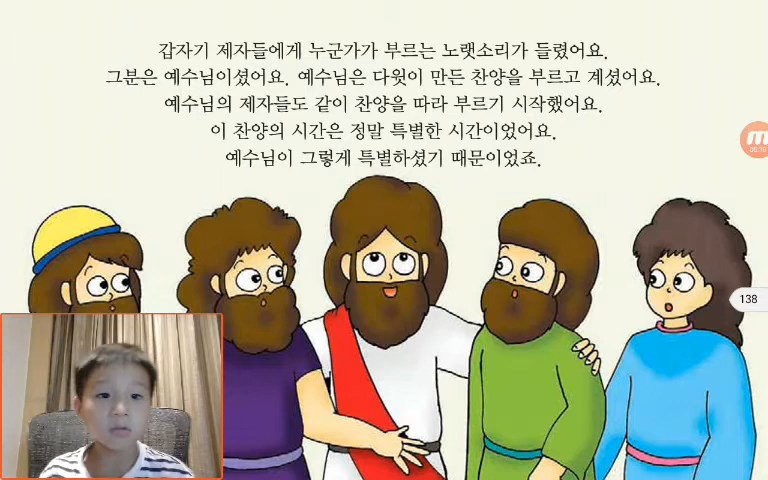 갑자기 제자들에게 누군가가 부르는 노랫소리가 들렸어요.
그분은 예수님이셨어요. 예수님은 다윗이 만든 찬양을 부르고 계셨어요.
예수님의 제자들도 같이 찬양을 따라 부르기 시작했어요.
이 찬양의 시간은 정말 특별한 시간이었어요.
예수님이 그렇게 특별하셨기 때문이었죠.
138